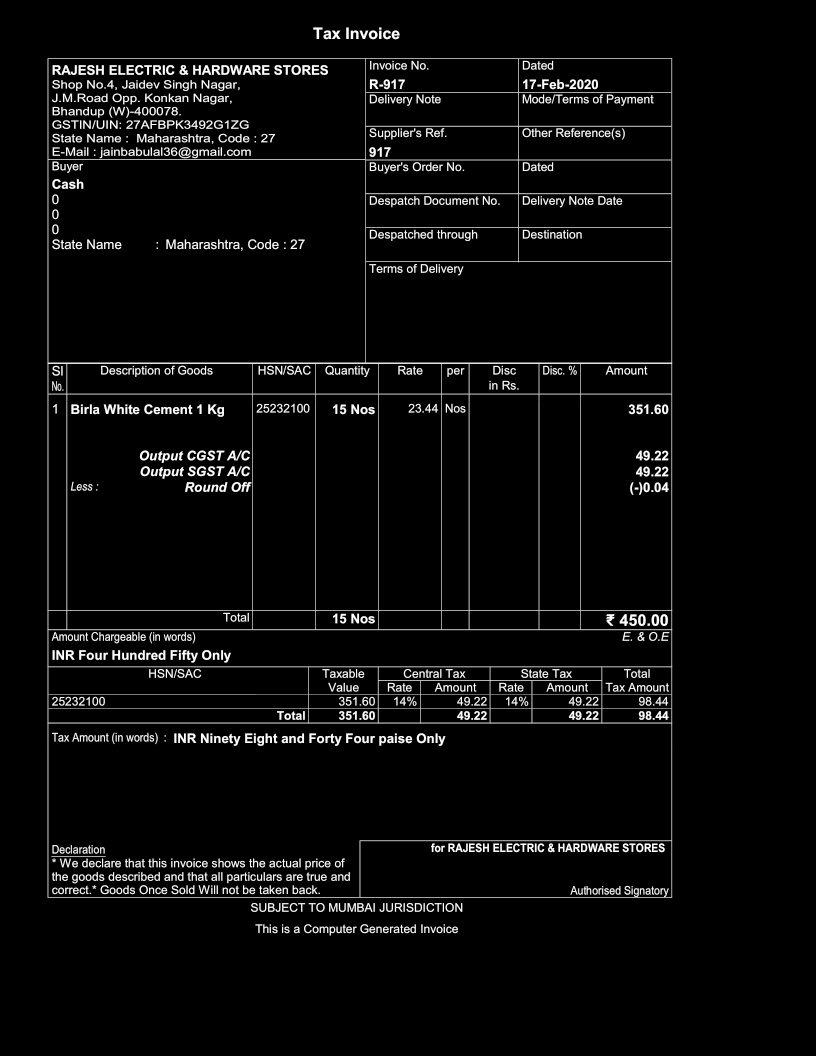 Tax Invoice
RAJESH ELECTRIC & HARDWARE STORES
Shop No.4, Jaidev Singh Nagar,
J.M.Road Opp. Konkan Nagar,
Bhandup (W)-400078.
GSTIN/UIN: 27AFBPK3492G1ZG
State Name : Maharashtra, Code : 27
E-Mail : jainbabulal36@gmail.com
Invoice No. Dated
R-917 17-Feb-2020
Delivery Note Mode/Terms of Payment
Supplier's Ref. Other Reference(s)
917
Buyer
Cash
0
0
0
State Name : Maharashtra, Code : 27
Buyer's Order No. Dated
Despatch Document No. Delivery Note Date
Despatched through Destination
Terms of Delivery
Sl No. Description of Goods HSN/SAC Quantity Rate per Disc in Rs. Disc. % Amount
1 Birla White Cement 1 Kg 25232100 15 Nos 23.44 Nos 351.60
Output CGST A/C 49.22
Output SGST A/C 49.22
Less : Round Off (-)0.04
Total 15 Nos ₹ 450.00
Amount Chargeable (in words) E. & O.E
INR Four Hundred Fifty Only
HSN/SAC Taxable Central Tax State Tax Total
Value Rate Amount Rate Amount Tax Amount
25232100 351.60 14% 49.22 14% 49.22 98.44
Total 351.60 49.22 49.22 98.44
Tax Amount (in words) : INR Ninety Eight and Forty Four paise Only
Declaration
* We declare that this invoice shows the actual price of
the goods described and that all particulars are true and
correct.* Goods Once Sold Will not be taken back.
for RAJESH ELECTRIC & HARDWARE STORES
Authorised Signatory
SUBJECT TO MUMBAI JURISDICTION
This is a Computer Generated Invoice